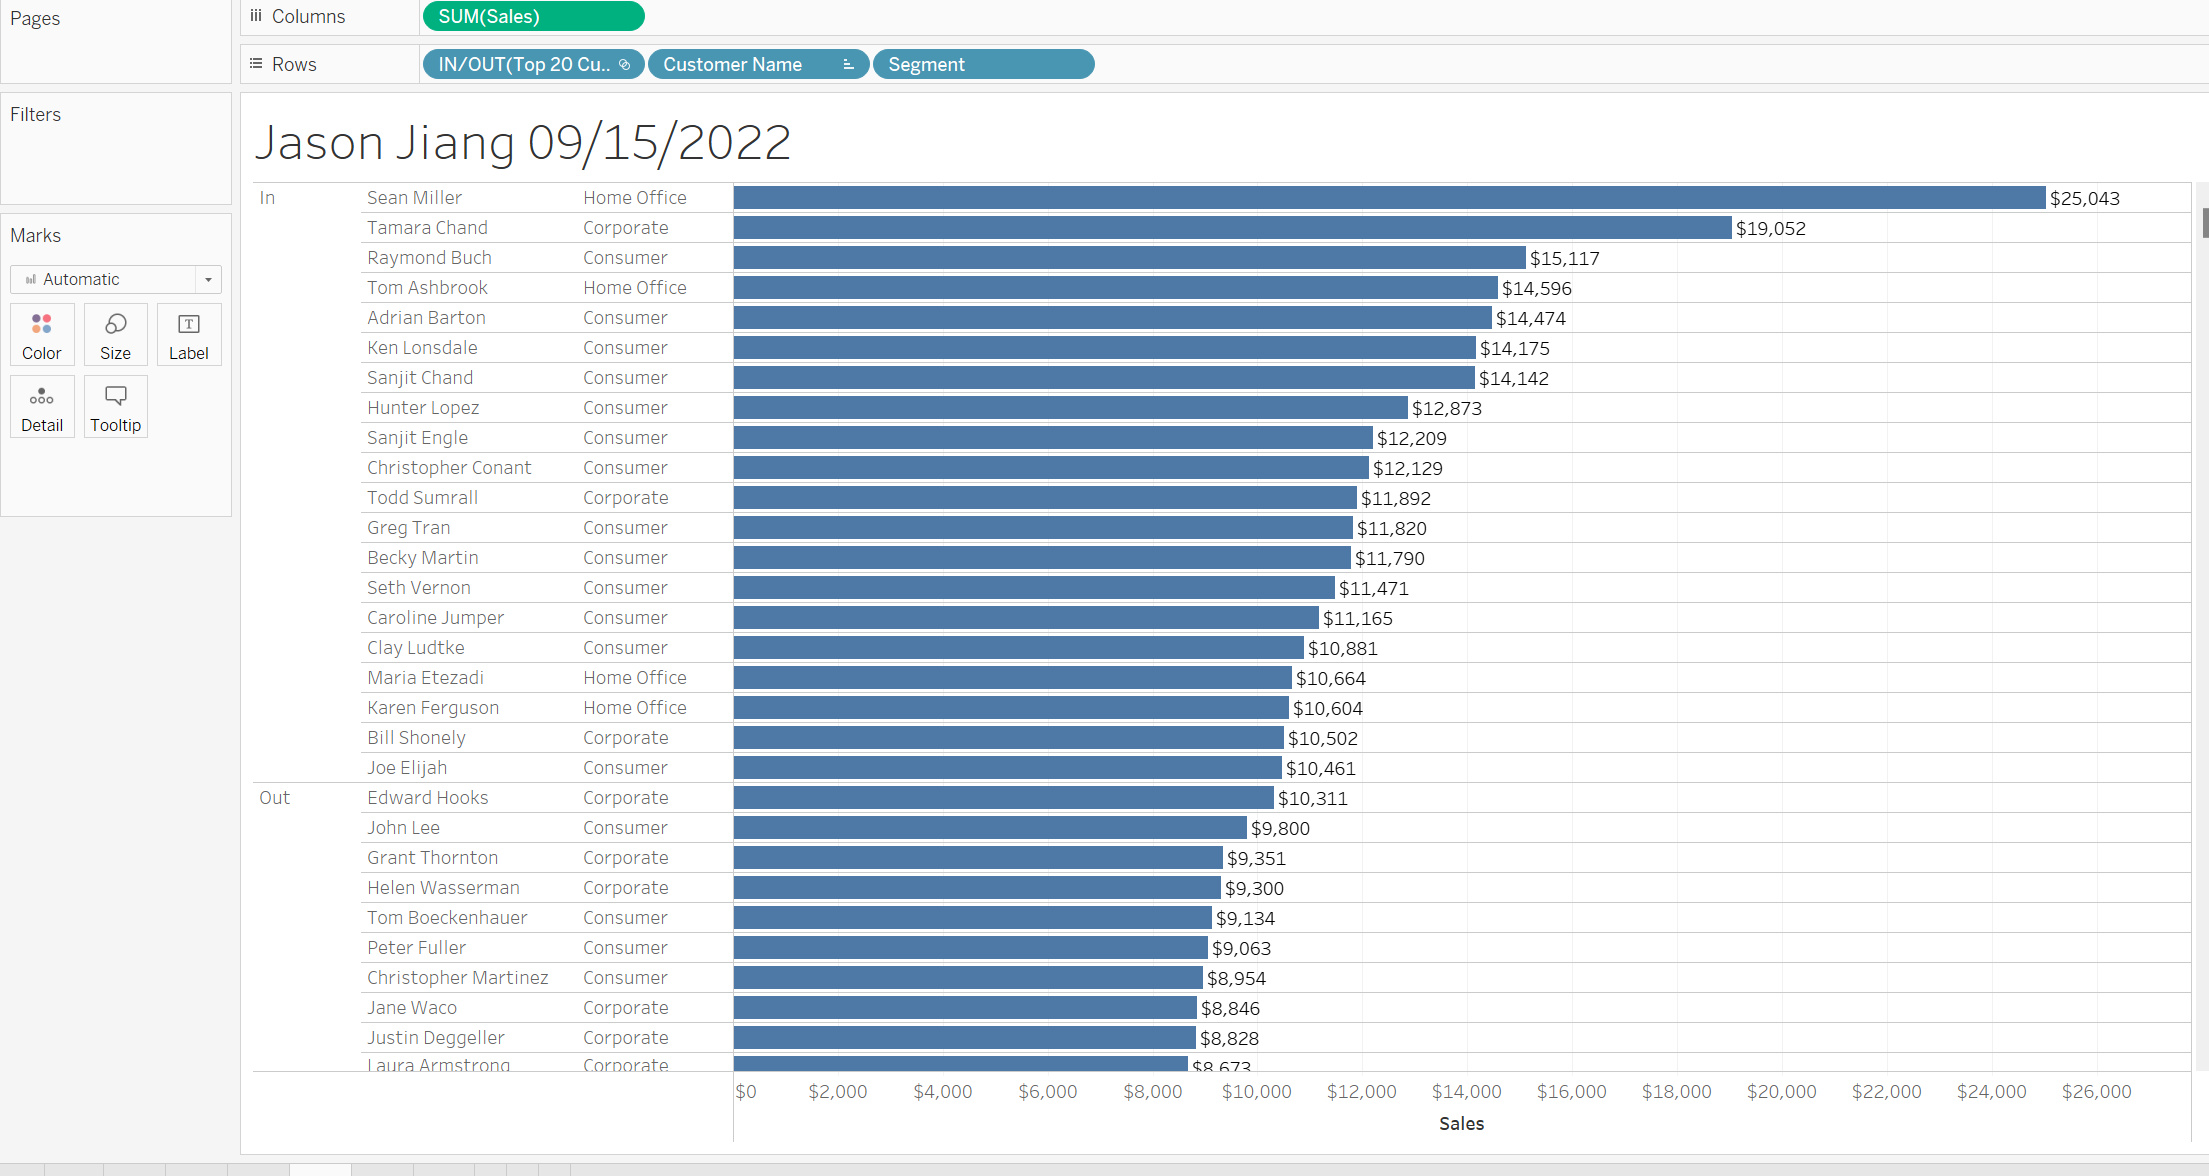 Pages
Columns SUM(Sales)
Rows IN/OUT(Top 20 Cu.. Customer Name Segment
Filters
Marks
Automatic
Color Size Label
Detail Tooltip
Jason Jiang 09/15/2022
In Sean Miller Home Office $25,043
Tamara Chand Corporate $19,052
Raymond Buch Consumer $15,117
Tom Ashbrook Home Office $14,596
Adrian Barton Consumer $14,474
Ken Lonsdale Consumer $14,175
Sanjit Chand Consumer $14,142
Hunter Lopez Consumer $12,873
Sanjit Engle Consumer $12,209
Christopher Conant Consumer $12,129
Todd Sumrall Corporate $11,892
Greg Tran Consumer $11,820
Becky Martin Consumer $11,790
Seth Vernon Consumer $11,471
Caroline Jumper Consumer $11,165
Clay Ludtke Consumer $10,881
Maria Etezadi Home Office $10,664
Karen Ferguson Home Office $10,604
Bill Shonely Corporate $10,502
Joe Elijah Consumer $10,461
Out Edward Hooks Corporate $10,311
John Lee Consumer $9,800
Grant Thornton Corporate $9,351
Helen Wasserman Corporate $9,300
Tom Boeckenhauer Consumer $9,134
Peter Fuller Consumer $9,063
Christopher Martinez Consumer $8,954
Jane Waco Corporate $8,846
Justin Deggeller Corporate $8,828
Laura Armstrong Corporate $8,673
$0 $2,000 $4,000 $6,000 $8,000 $10,000 $12,000 $14,000 $16,000 $18,000 $20,000 $22,000 $24,000 $26,000
Sales